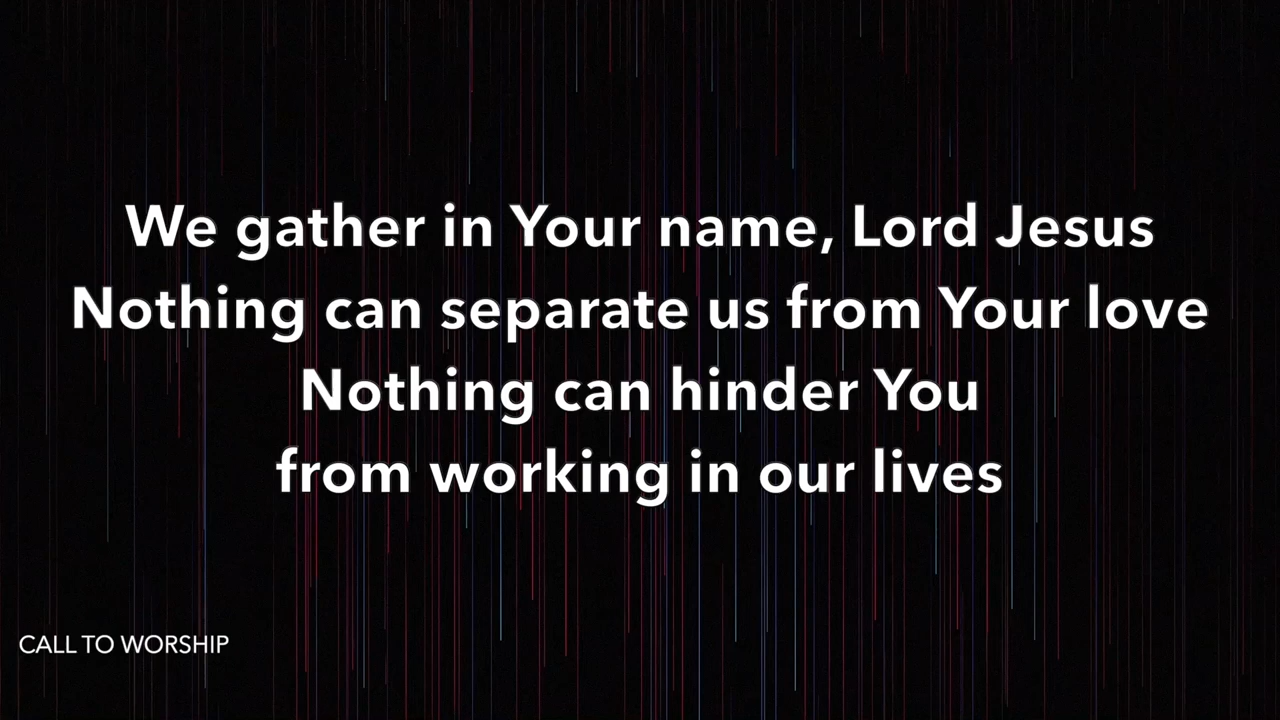 We gather in Your name, Lord Jesus
Nothing can separate us from Your love
Nothing can hinder You
from working in our lives
CALL TO WORSHIP